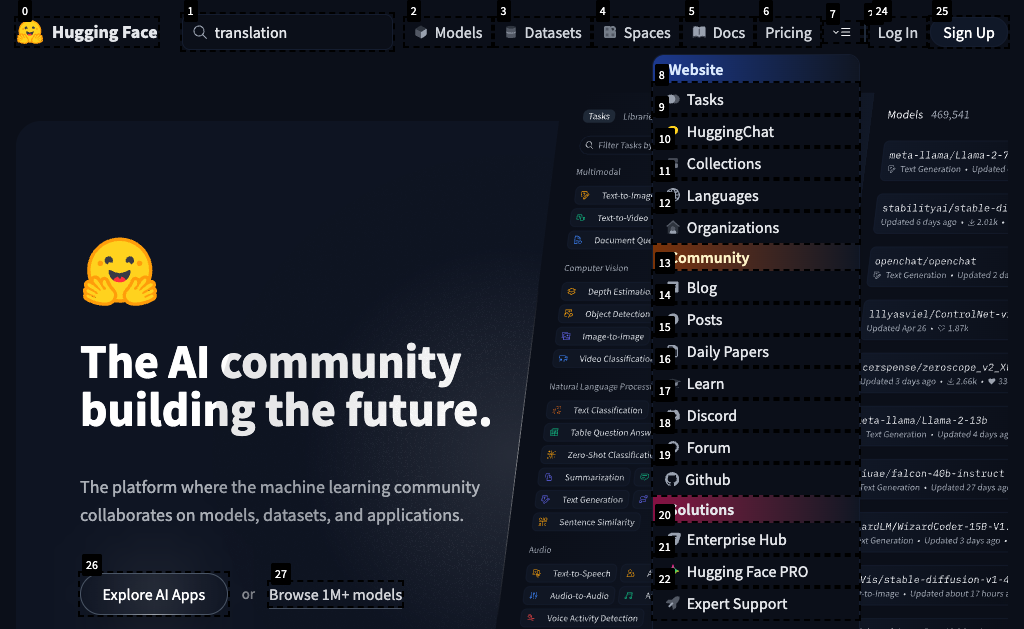 0
1
2
3
4
5
6
7
24
25
Hugging Face
translation
Models
Datasets
Spaces
Docs
Pricing
Log In
Sign Up
8
Website
9
Tasks
10
HuggingChat
11
Collections
12
Languages
Organizations
13
Community
14
Blog
15
Posts
16
Daily Papers
17
Learn
18
Discord
19
Forum
Github
20
Solutions
21
Enterprise Hub
22
Hugging Face PRO
Expert Support
The AI community
building the future.
The platform where the machine learning community
collaborates on models, datasets, and applications.
26
Explore AI Apps
or
27
Browse 1M+ models
Tasks
Filter Tasks by
Multimodal
Text-to-Imag
Text-to-Video
Document Que
Computer Vision
Depth Estimation
Object Detection
Image-to-Image
Video Classification
Natural Language Process
Text Classification
Table Question Answ
Zero-Shot Classificati
Summarization
Text Generation
Sentence Similarity
Audio
Text-to-Speech
Audio-to-Audio
Voice Activity Detection
Models 469,541
meta-llama/Llama-2-7
Text Generation • Updated
stabilityai/stable-di
Updated 6 days ago • 2.01k •
openchat/openchat
Text Generation • Updated 2 da
lllyasviel/ControlNet-v
Updated Apr 26 • 1.87k
cerspense/zeroscope_v2_X
Updated 3 days ago • 2.66k • 33
eta-llama/Llama-2-13b
Text Generation • Updated 4 days ag
iuae/falcon-40b-instruct
Text Generation • Updated 27 days ag
ardLM/WizardCoder-15B-V1.
xt Generation • Updated 3 days ago •
Vis/stable-diffusion-v1-4
-to-Image • Updated about 17 hours a